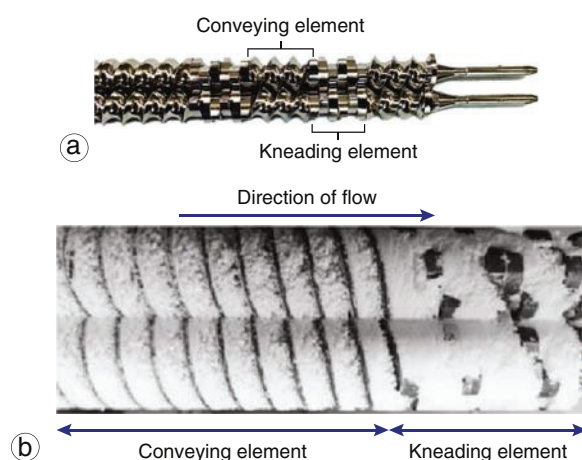 Conveying element
Kneading element
a
Direction of flow
b
Conveying element
Kneading element